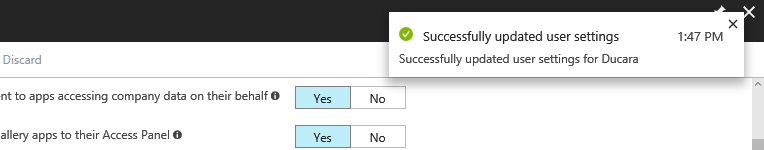 Successfully updated user settings 1:47 PM
Successfully updated user settings for Ducara
Discard
nt to apps accessing company data on their behalf Yes No
allery apps to their Access Panel Yes No